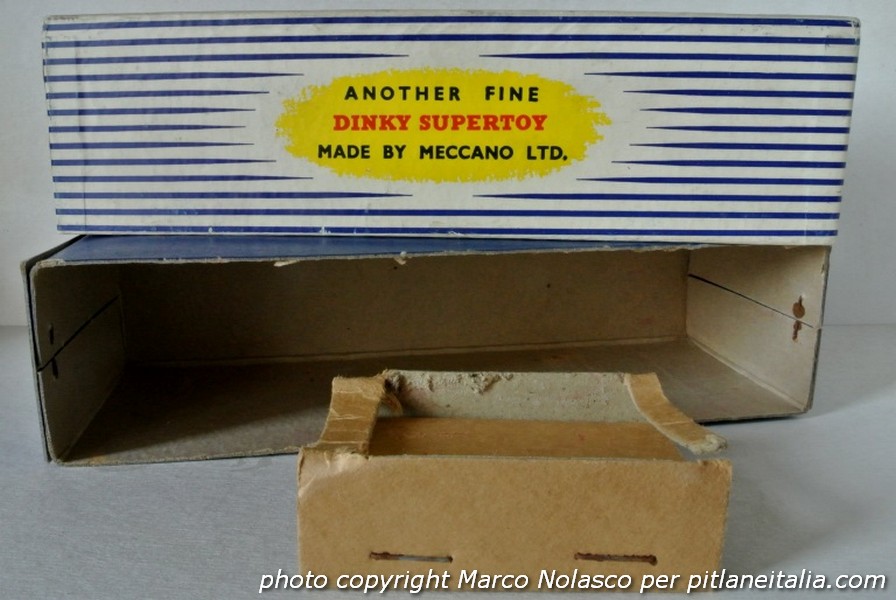 ANOTHER FINE
DINKY SUPERTOY
MADE BY MECCANO LTD.
photo copyright Marco Nolasco per pitlaneitalia.com